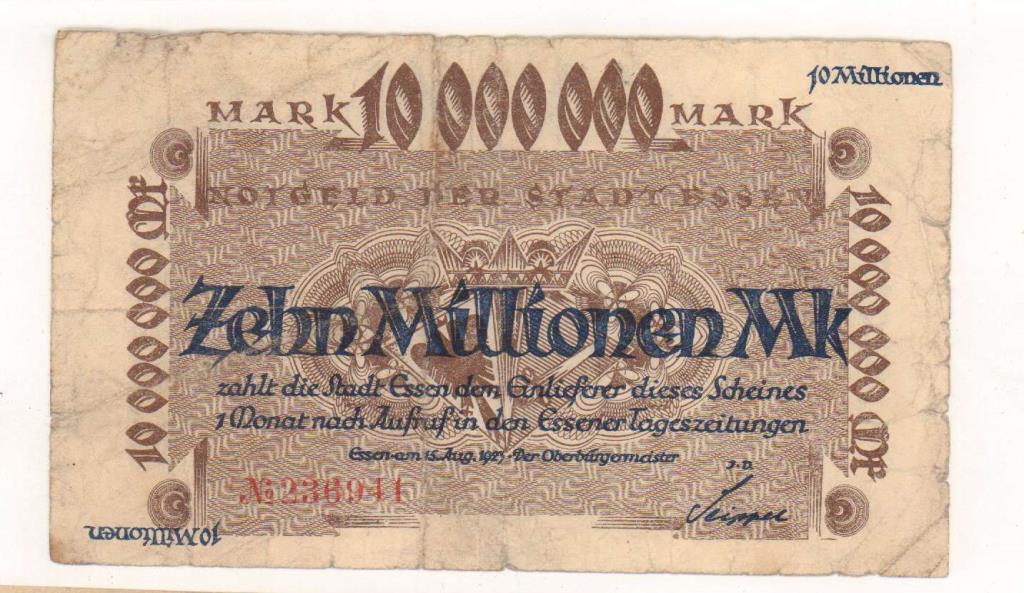 10 Millionen
MARK 10 000 000 MARK
NOTGELD DER STADT ESSEN
10 000 000 Mk
10 000 000 Mk
Zehn Millionen Mk
zahlt die Stadt Essen dem Einlieferer dieses Scheines
1 Monat nach Aufruf in den Essener Tageszeitungen
Essen·am 15. Aug. 1923·Der Oberbürgermeister
J.D.
№ 236941
10 Millionen